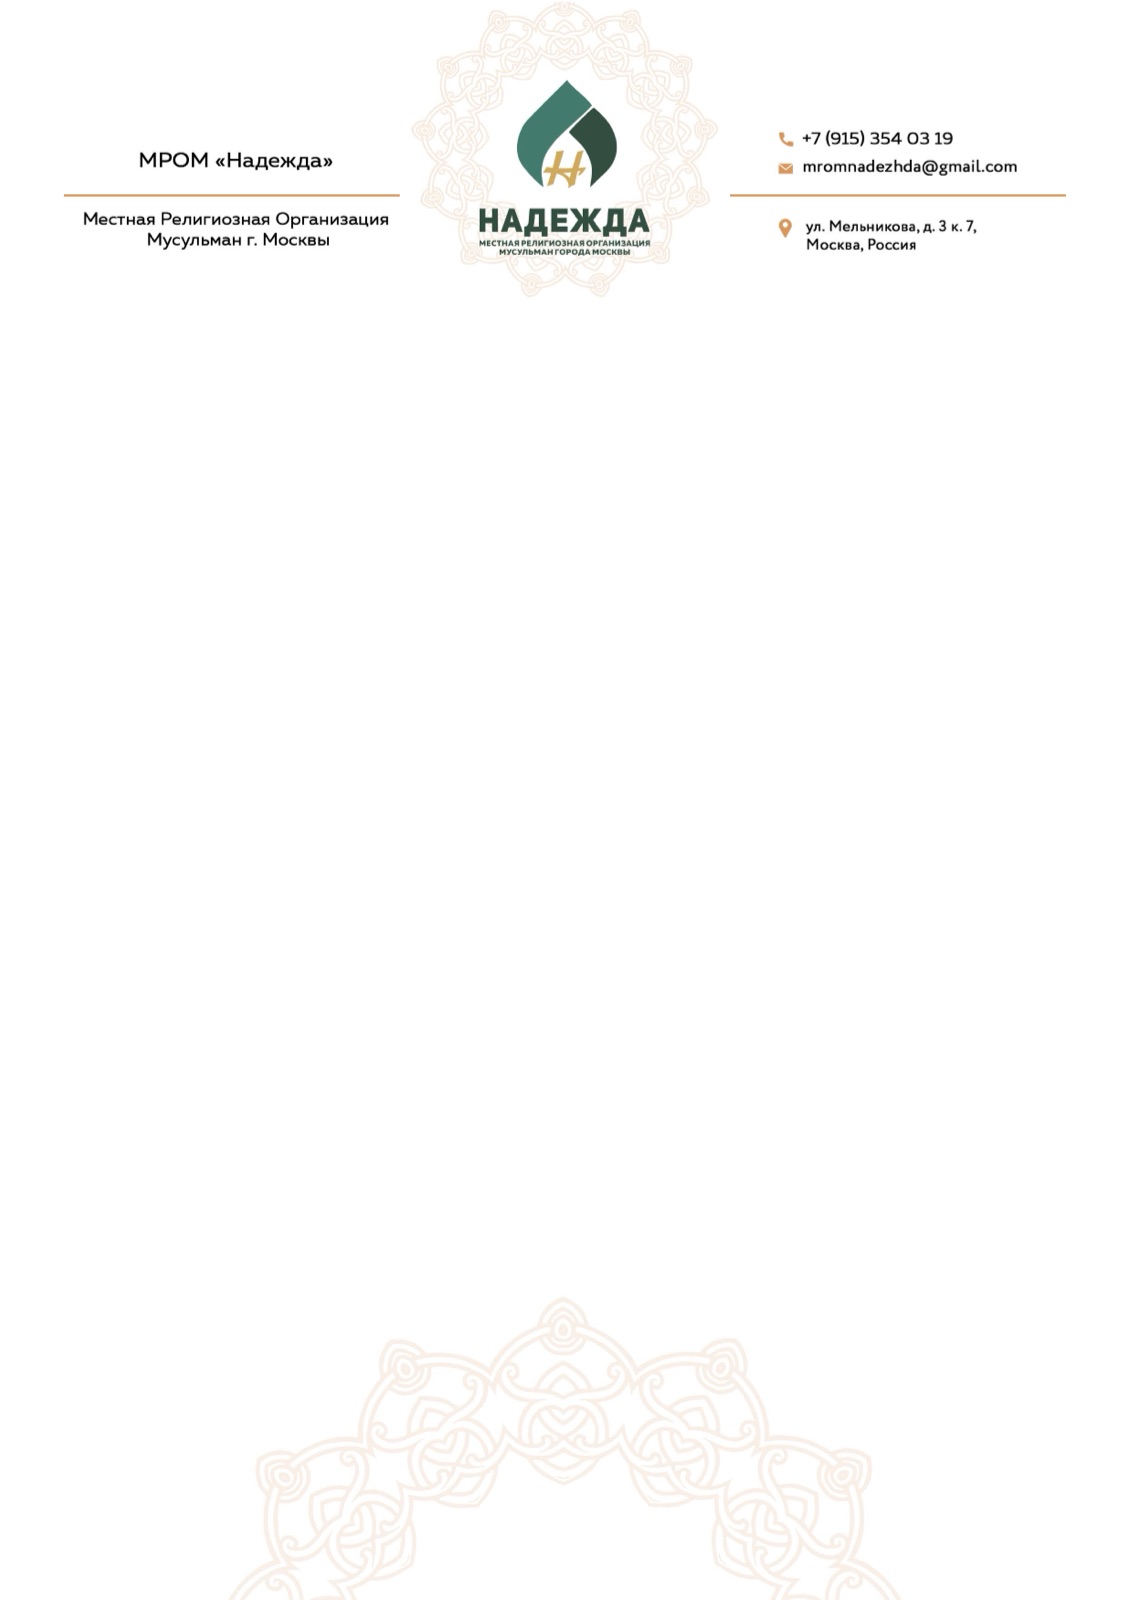 МРОМ «Надежда»
Местная Религиозная Организация
Мусульман г. Москвы
НАДЕЖДА
МЕСТНАЯ РЕЛИГИОЗНАЯ ОРГАНИЗАЦИЯ
МУСУЛЬМАН ГОРОДА МОСКВЫ
+7 (915) 354 03 19
mromnadezhda@gmail.com
ул. Мельникова, д. 3 к. 7,
Москва, Россия